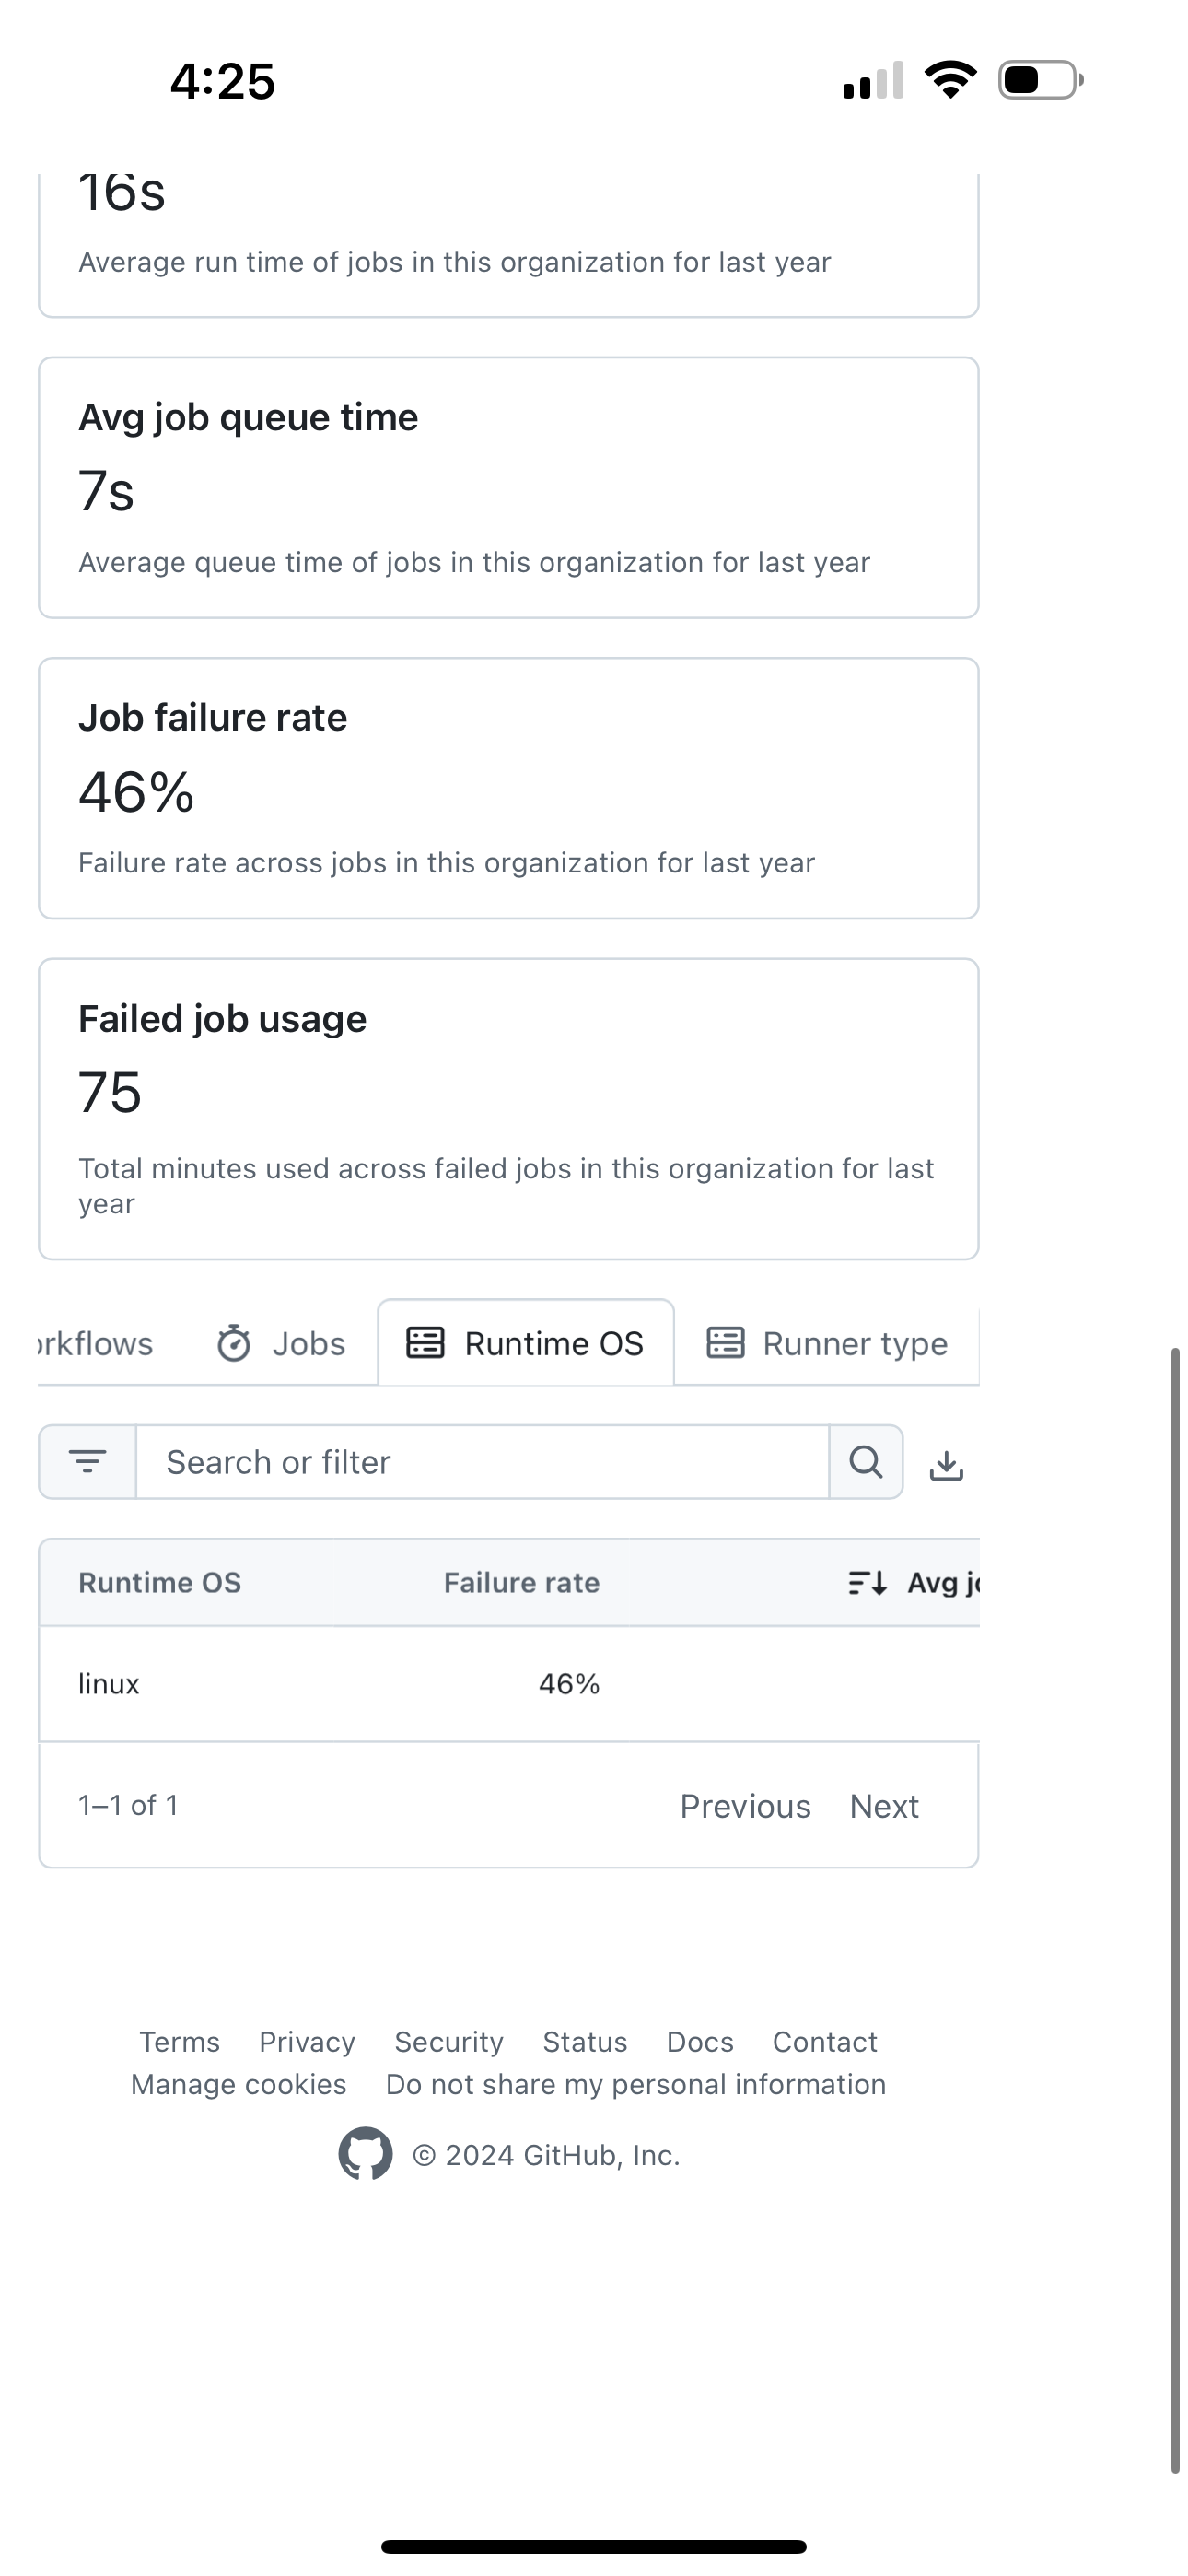 4:25
16s
Average run time of jobs in this organization for last year
Avg job queue time
7s
Average queue time of jobs in this organization for last year
Job failure rate
46%
Failure rate across jobs in this organization for last year
Failed job usage
75
Total minutes used across failed jobs in this organization for last
year
orkflows Jobs Runtime OS Runner type
Search or filter
Runtime OS Failure rate Avg jo
linux 46%
1–1 of 1 Previous Next
Terms Privacy Security Status Docs Contact
Manage cookies Do not share my personal information
© 2024 GitHub, Inc.